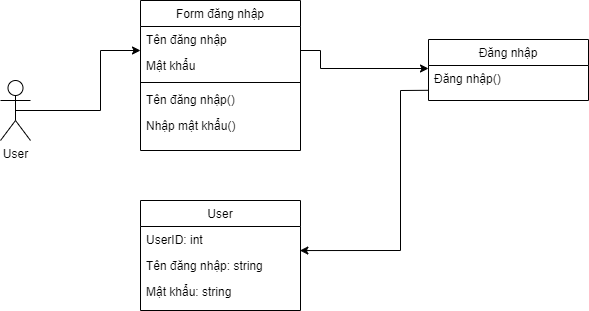 Form đăng nhập
Tên đăng nhập
Mật khẩu
Tên đăng nhập()
Nhập mật khẩu()
Đăng nhập
Đăng nhập()
User
User
UserID: int
Tên đăng nhập: string
Mật khẩu: string